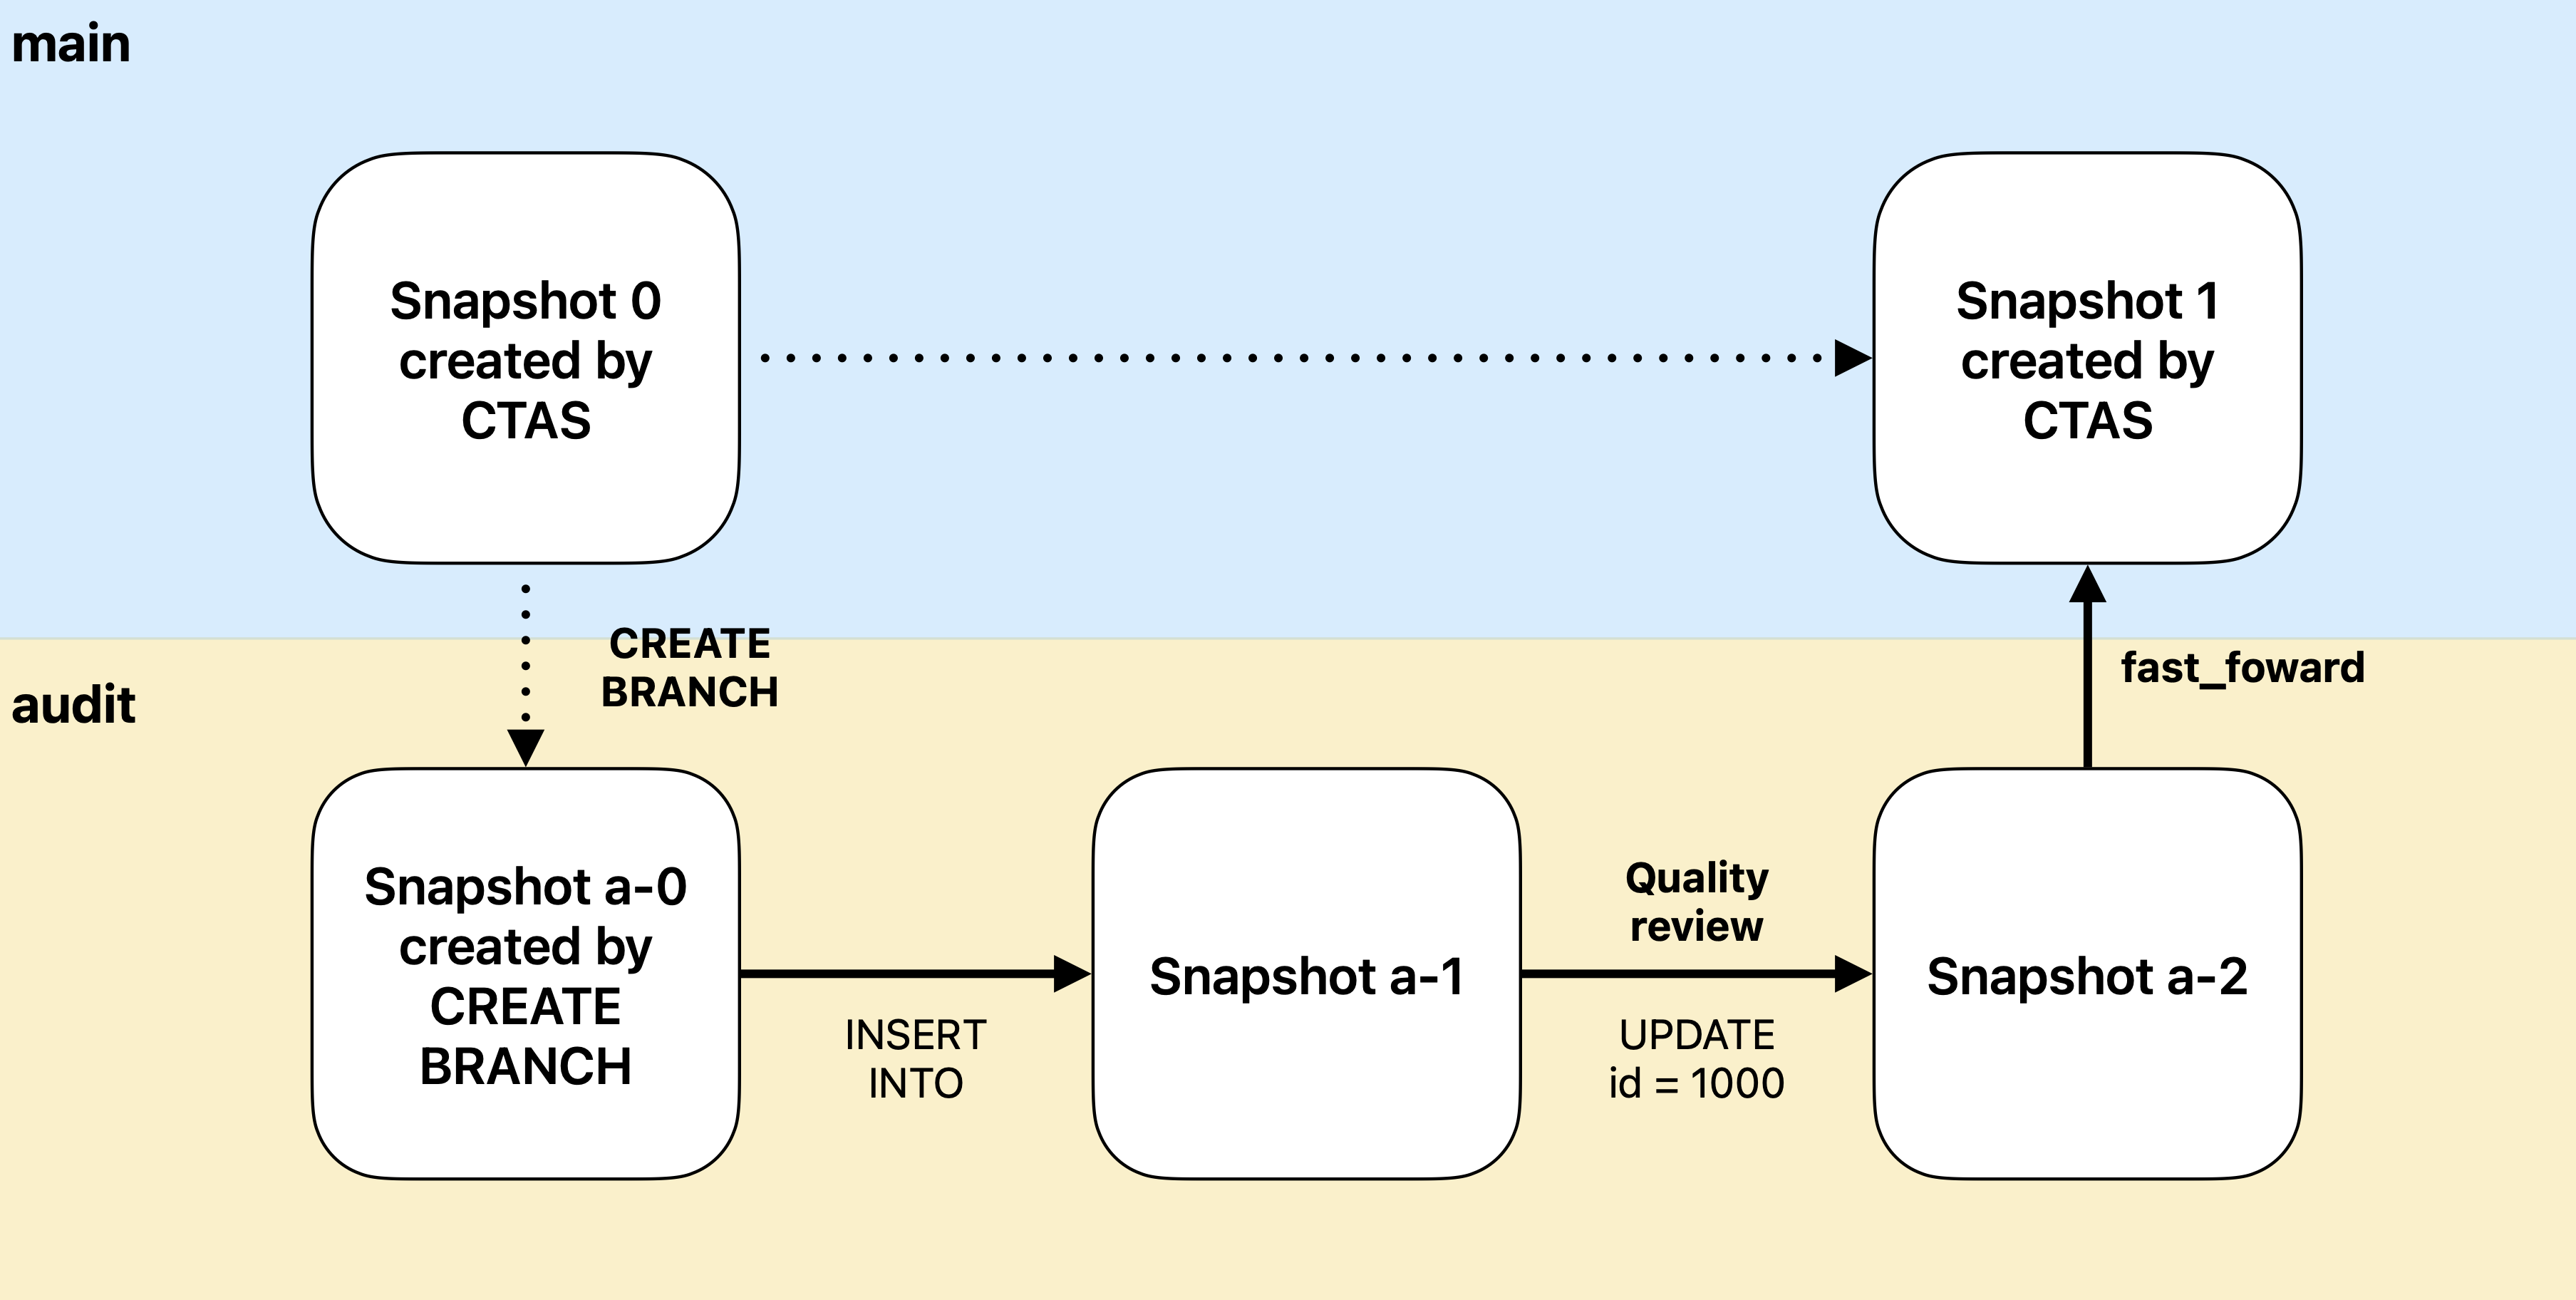 main
Snapshot 0
created by
CTAS
Snapshot 1
created by
CTAS
CREATE
BRANCH
fast_foward
audit
Snapshot a-0
created by
CREATE
BRANCH
INSERT
INTO
Snapshot a-1
Quality
review
UPDATE
id = 1000
Snapshot a-2